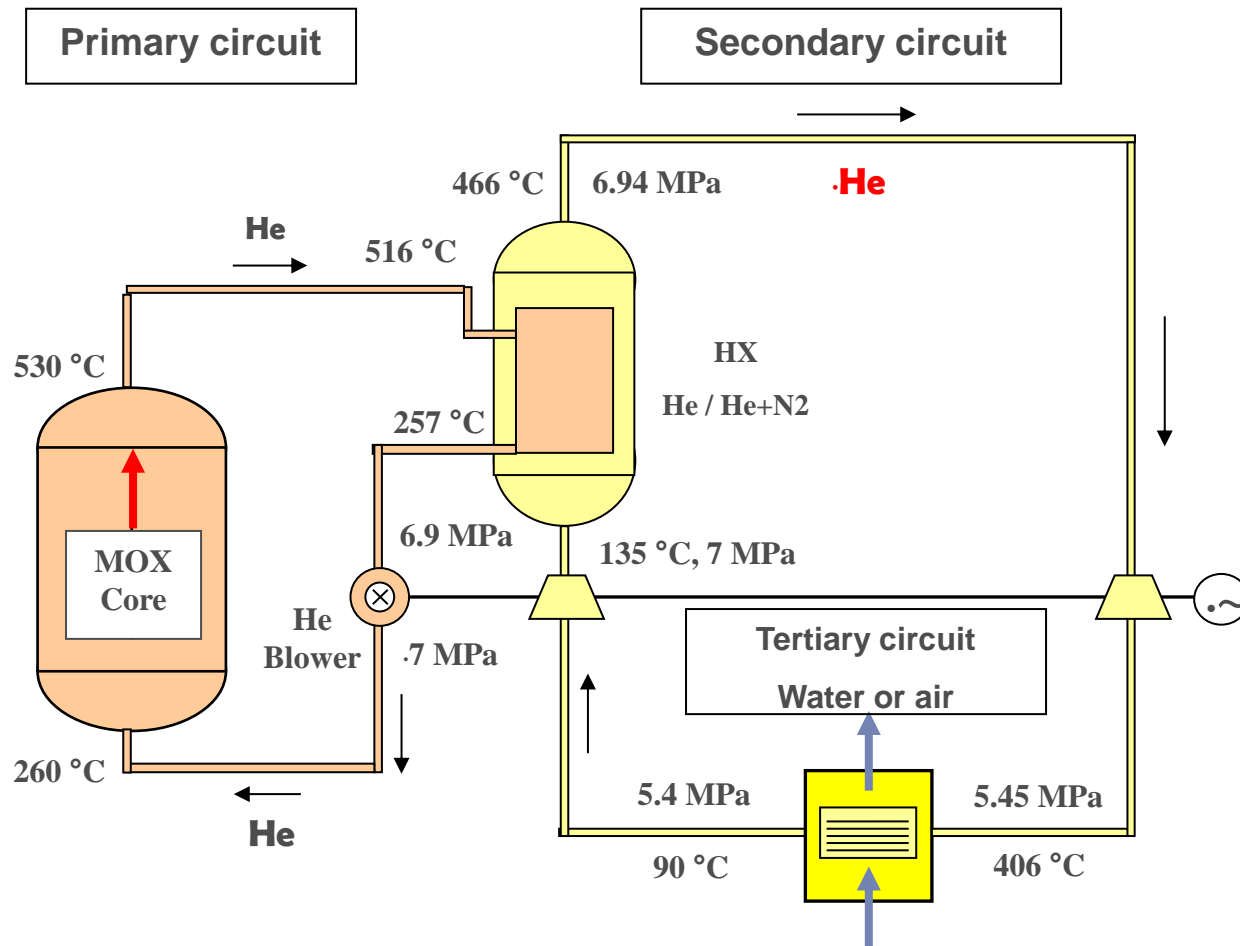 Primary circuit
Secondary circuit
466 °C
6.94 MPa
.He
He
516 °C
530 °C
HX
He / He+N2
257 °C
6.9 MPa
135 °C, 7 MPa
MOX
Core
He
Blower
.7 MPa
.~
Tertiary circuit
Water or air
260 °C
He
5.4 MPa
5.45 MPa
90 °C
406 °C